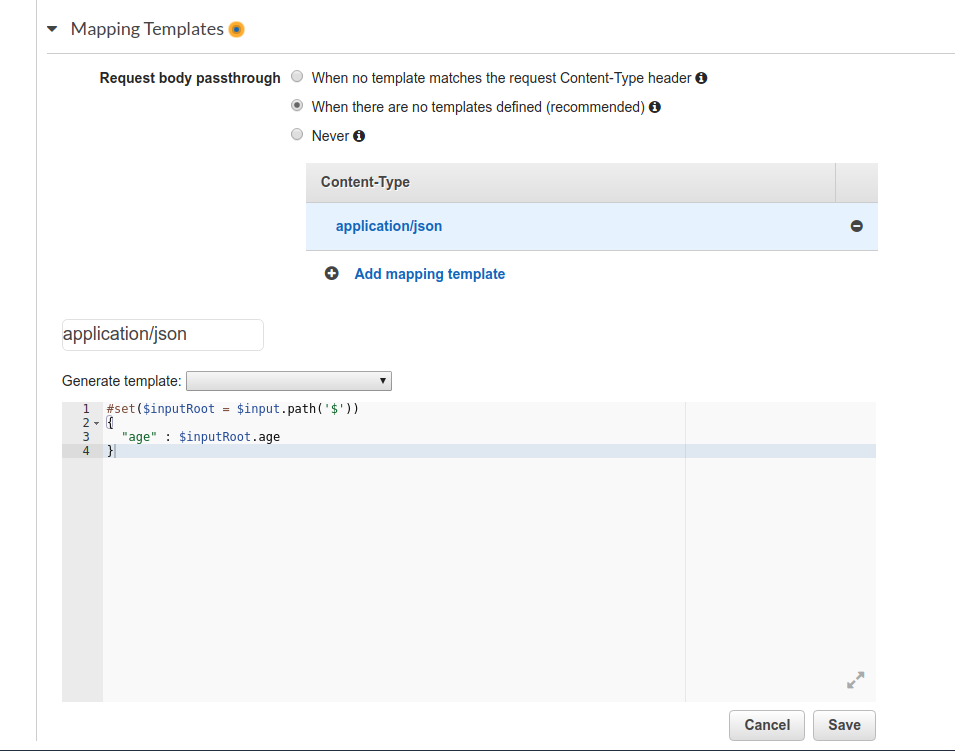 Mapping Templates
Request body passthrough
When no template matches the request Content-Type header
When there are no templates defined (recommended)
Never
Content-Type
application/json
Add mapping template
application/json
Generate template:
1 #set($inputRoot = $input.path('$'))
2 {
3   "age" : $inputRoot.age
4 }
Cancel Save